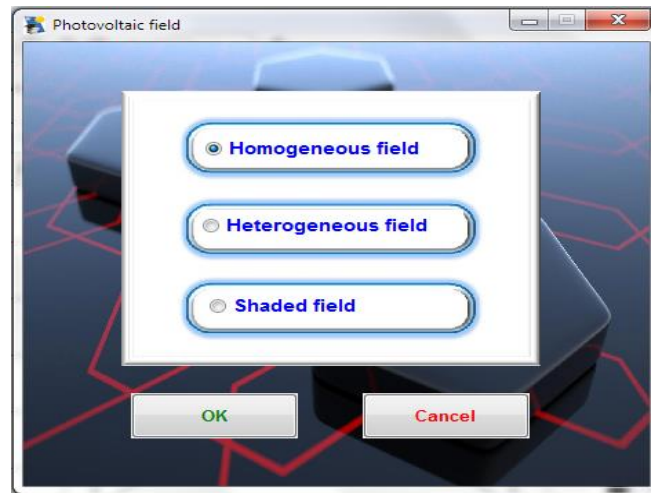 Photovoltaic field
Homogeneous field
Heterogeneous field
Shaded field
OK
Cancel